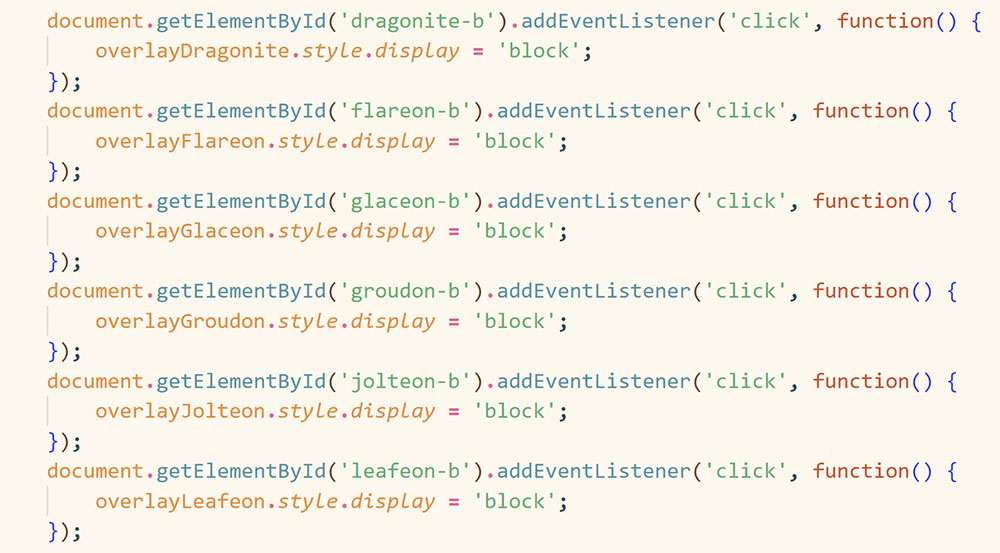 document.getElementById('dragonite-b').addEventListener('click', function() {
    overlayDragonite.style.display = 'block';
});
document.getElementById('flareon-b').addEventListener('click', function() {
    overlayFlareon.style.display = 'block';
});
document.getElementById('glaceon-b').addEventListener('click', function() {
    overlayGlaceon.style.display = 'block';
});
document.getElementById('groudon-b').addEventListener('click', function() {
    overlayGroudon.style.display = 'block';
});
document.getElementById('jolteon-b').addEventListener('click', function() {
    overlayJolteon.style.display = 'block';
});
document.getElementById('leafeon-b').addEventListener('click', function() {
    overlayLeafeon.style.display = 'block';
});